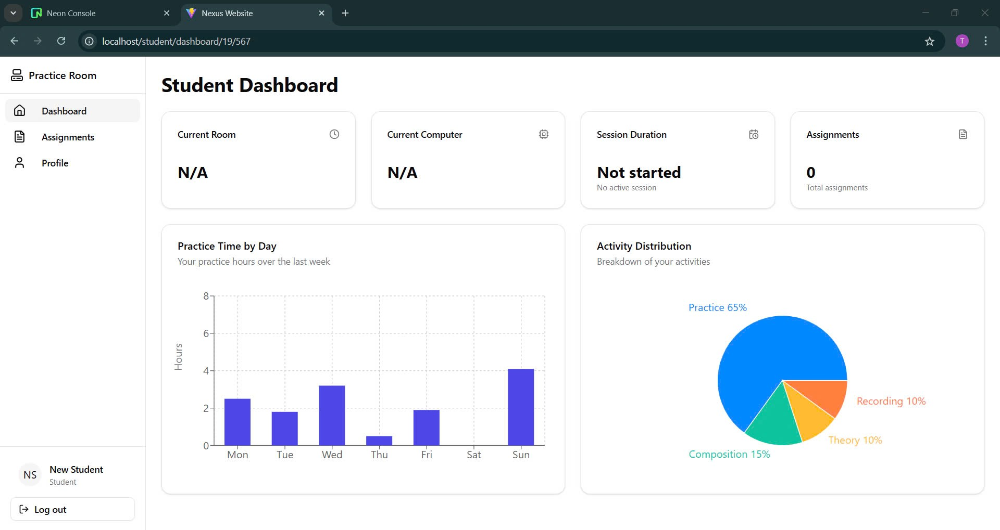 Neon Console
Nexus Website
localhost/student/dashboard/19/567
T
Practice Room
Dashboard
Assignments
Profile
NS
New Student
Student
Log out
Student Dashboard
Current Room
N/A
Current Computer
N/A
Session Duration
Not started
No active session
Assignments
0
Total assignments
Practice Time by Day
Your practice hours over the last week
Hours
8
6
4
2
0
Mon Tue Wed Thu Fri Sat Sun
Activity Distribution
Breakdown of your activities
Practice 65%
Recording 10%
Theory 10%
Composition 15%